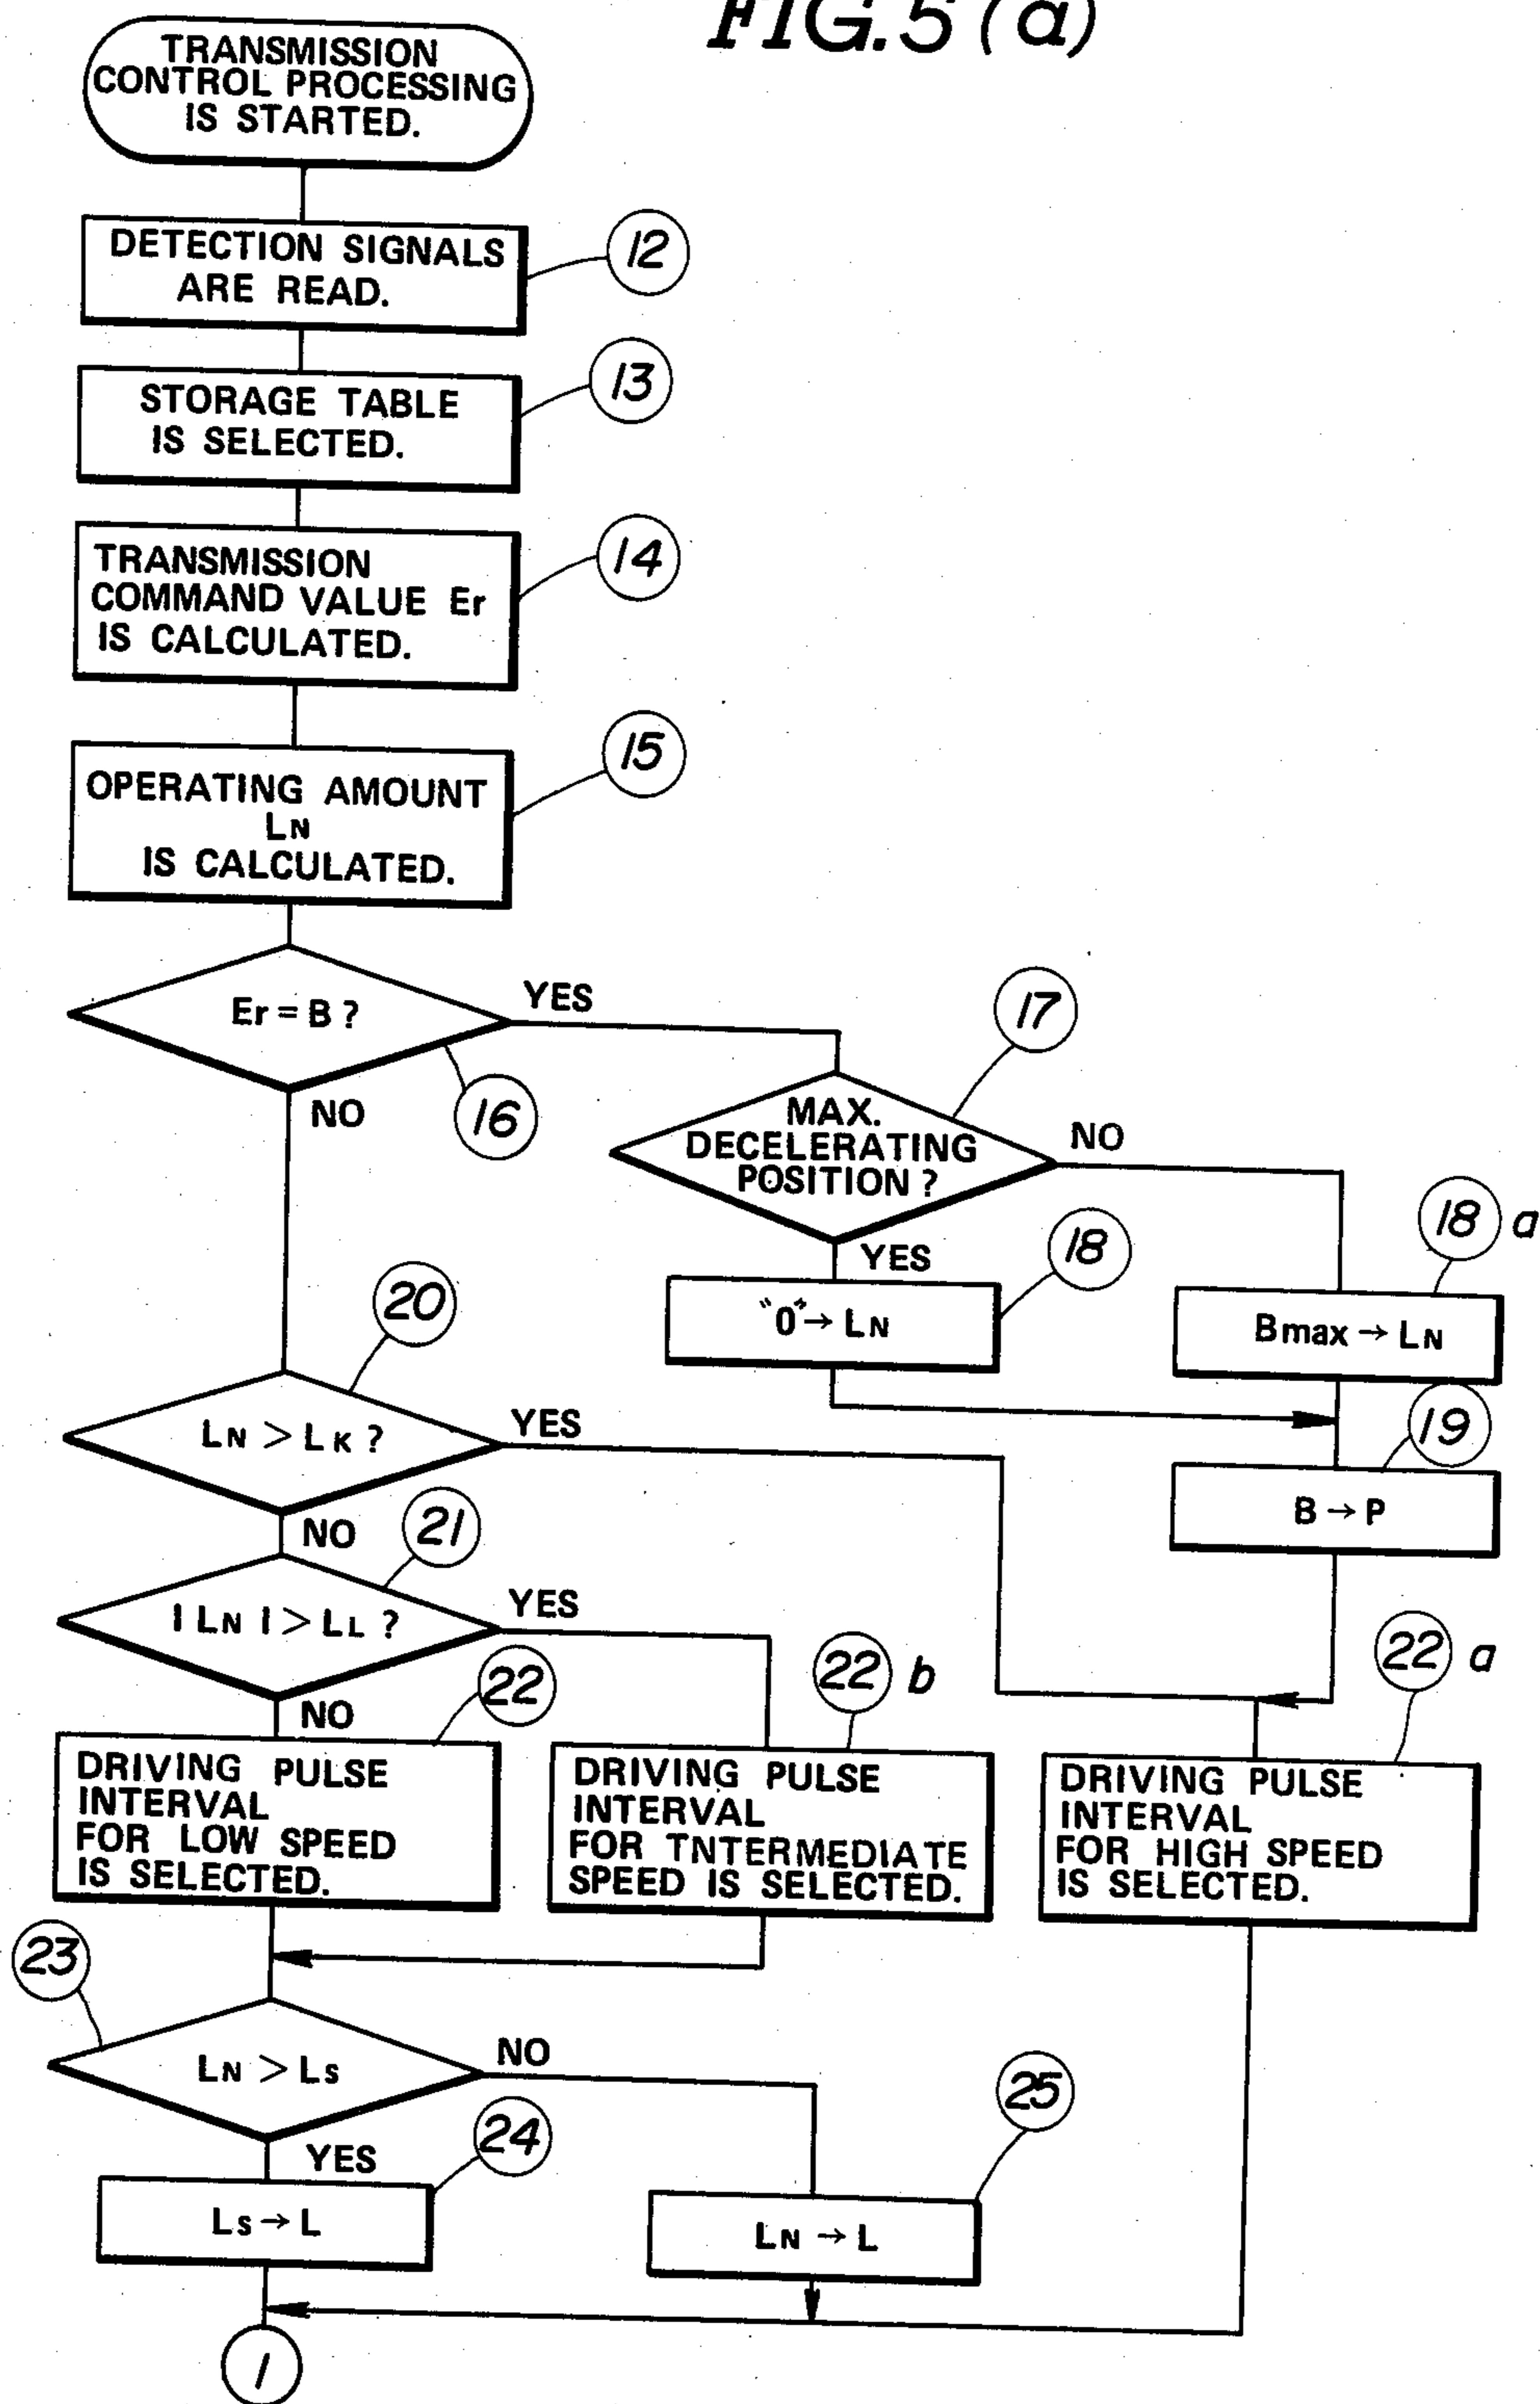 FIG. 5 (a)
TRANSMISSION
CONTROL PROCESSING
IS STARTED.
DETECTION SIGNALS
ARE READ.
12
STORAGE TABLE
IS SELECTED.
13
TRANSMISSION
COMMAND VALUE Er
IS CALCULATED.
14
OPERATING AMOUNT
LN
IS CALCULATED.
15
Er = B ?
YES
NO
16
17
MAX.
DECELERATING
POSITION ?
NO
YES
18
"0" → LN
18 a
Bmax → LN
19
B → P
20
LN > LK ?
YES
NO
21
| LN | > LL ?
YES
NO
22
DRIVING PULSE
INTERVAL
FOR LOW SPEED
IS SELECTED.
22 b
DRIVING PULSE
INTERVAL
FOR TNTERMEDIATE
SPEED IS SELECTED.
22 a
DRIVING PULSE
INTERVAL
FOR HIGH SPEED
IS SELECTED.
23
LN > LS
NO
YES
24
LS → L
25
LN → L
1